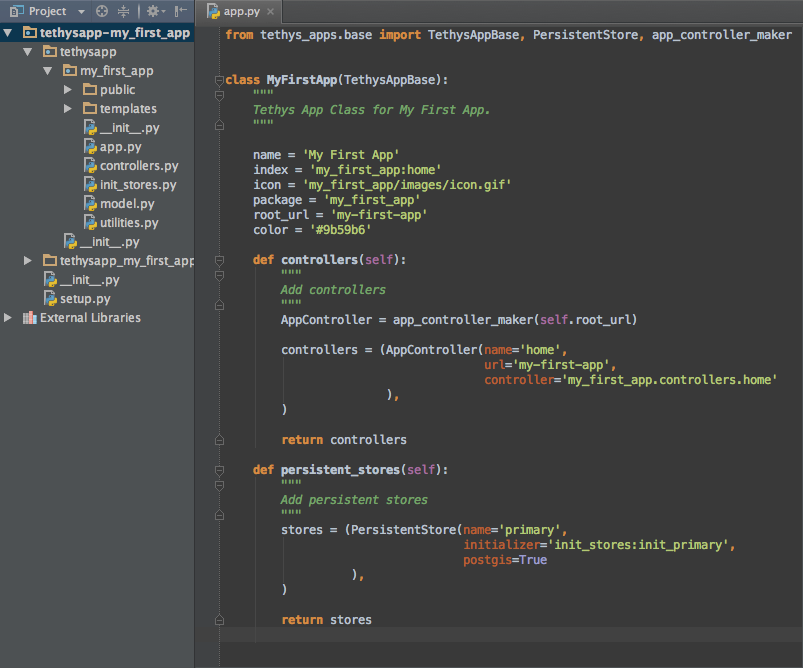 Project
app.py
tethysapp-my_first_app
tethysapp
my_first_app
public
templates
__init__.py
app.py
controllers.py
init_stores.py
model.py
utilities.py
__init__.py
tethysapp_my_first_app
__init__.py
setup.py
External Libraries
from tethys_apps.base import TethysAppBase, PersistentStore, app_controller_maker
class MyFirstApp(TethysAppBase):
"""
Tethys App Class for My First App.
"""
name = 'My First App'
index = 'my_first_app:home'
icon = 'my_first_app/images/icon.gif'
package = 'my_first_app'
root_url = 'my-first-app'
color = '#9b59b6'
def controllers(self):
"""
Add controllers
"""
AppController = app_controller_maker(self.root_url)
controllers = (AppController(name='home',
url='my-first-app',
controller='my_first_app.controllers.home'
),
)
return controllers
def persistent_stores(self):
"""
Add persistent stores
"""
stores = (PersistentStore(name='primary',
initializer='init_stores:init_primary',
postgis=True
),
)
return stores